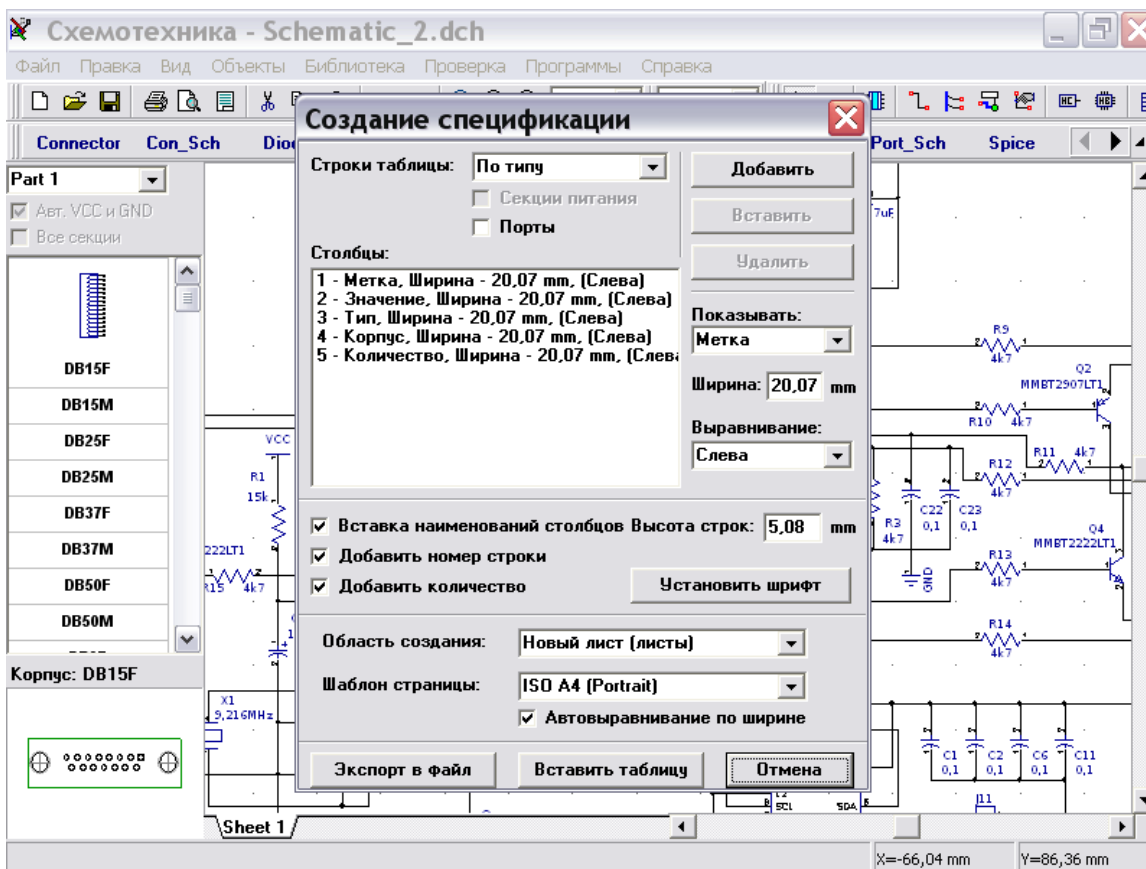 Схемотехника - Schematic_2.dch
Файл Правка Вид Объекты Библиотека Проверка Программы Справка
Connector Con_Sch Port_Sch Spice
Part 1
Авт. VCC и GND
Все секции
DB15F
DB15M
DB25F
DB25M
DB37F
DB37M
DB50F
DB50M
Корпус: DB15F
Создание спецификации
Строки таблицы: По типу
Секции питания
Порты
Столбцы:
1 - Метка, Ширина - 20,07 mm, (Слева)
2 - Значение, Ширина - 20,07 mm, (Слева)
3 - Тип, Ширина - 20,07 mm, (Слева)
4 - Корпус, Ширина - 20,07 mm, (Слева)
5 - Количество, Ширина - 20,07 mm, (Слева
Добавить
Вставить
Удалить
Показывать:
Метка
Ширина: 20,07 mm
Выравнивание:
Слева
Вставка наименований столбцов Высота строк: 5,08 mm
Добавить номер строки
Добавить количество
Установить шрифт
Область создания: Новый лист (листы)
Шаблон страницы: ISO A4 (Portrait)
Автовыравнивание по ширине
Экспорт в файл Вставить таблицу Отмена
VCC
R1
15k
222LT1
R15 4k7
X1
9,216MHz
7uF
R9
4k7
Q2
MMBT2907LT1
R10 4k7
R11 4k7
R12
4k7
R3
4k7
C22
0,1
C23
0,1
GND
Q4
MMBT2222LT1
R13
4k7
R14
4k7
C1
0,1
C2
0,1
C6
0,1
C11
0,1
SCL SDA
J11
Sheet 1
X=-66,04 mm Y=86,36 mm